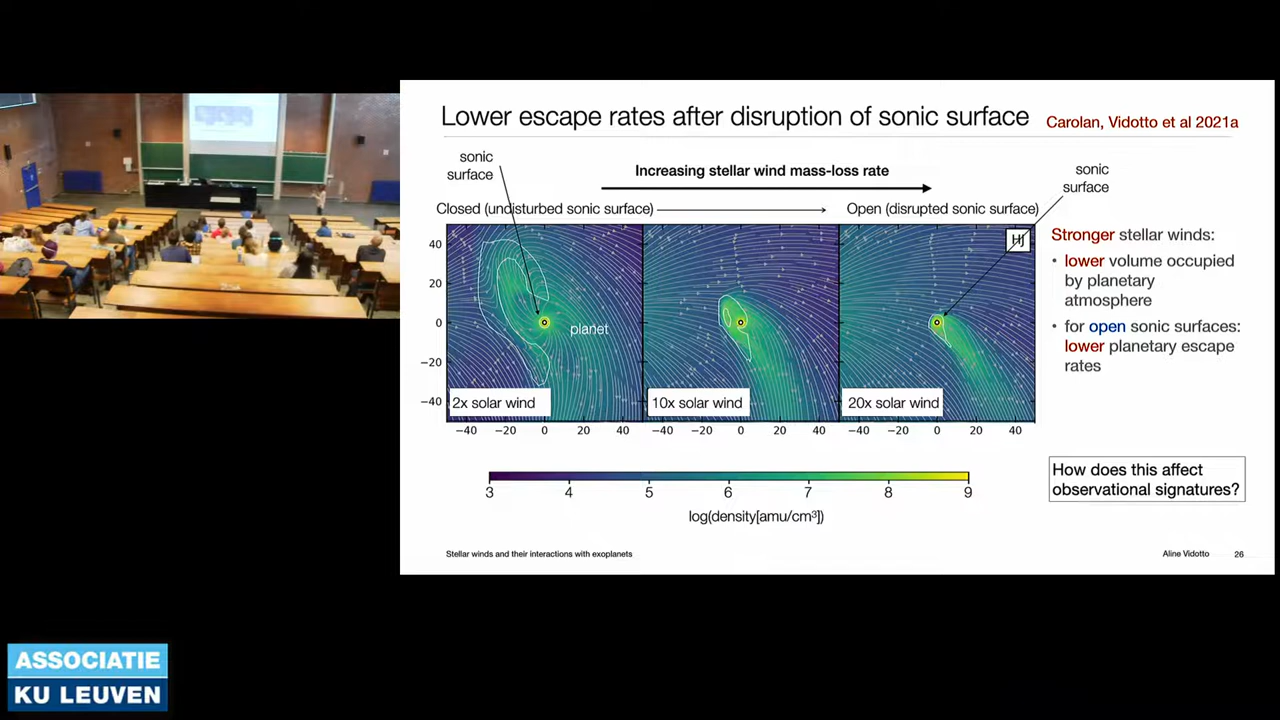 Lower escape rates after disruption of sonic surface
Carolan, Vidotto et al 2021a
sonic
surface
Increasing stellar wind mass-loss rate
sonic
surface
Closed (undisturbed sonic surface)
Open (disrupted sonic surface)
40
20
0
−20
−40
planet
HJ
2x solar wind
10x solar wind
20x solar wind
−40 −20 0 20 40
−40 −20 0 20 40
−40 −20 0 20 40
Stronger stellar winds:
• lower volume occupied
by planetary
atmosphere
• for open sonic surfaces:
lower planetary escape
rates
How does this affect
observational signatures?
3 4 5 6 7 8 9
log(density[amu/cm³])
Stellar winds and their interactions with exoplanets
Aline Vidotto
26
ASSOCIATIE
KU LEUVEN